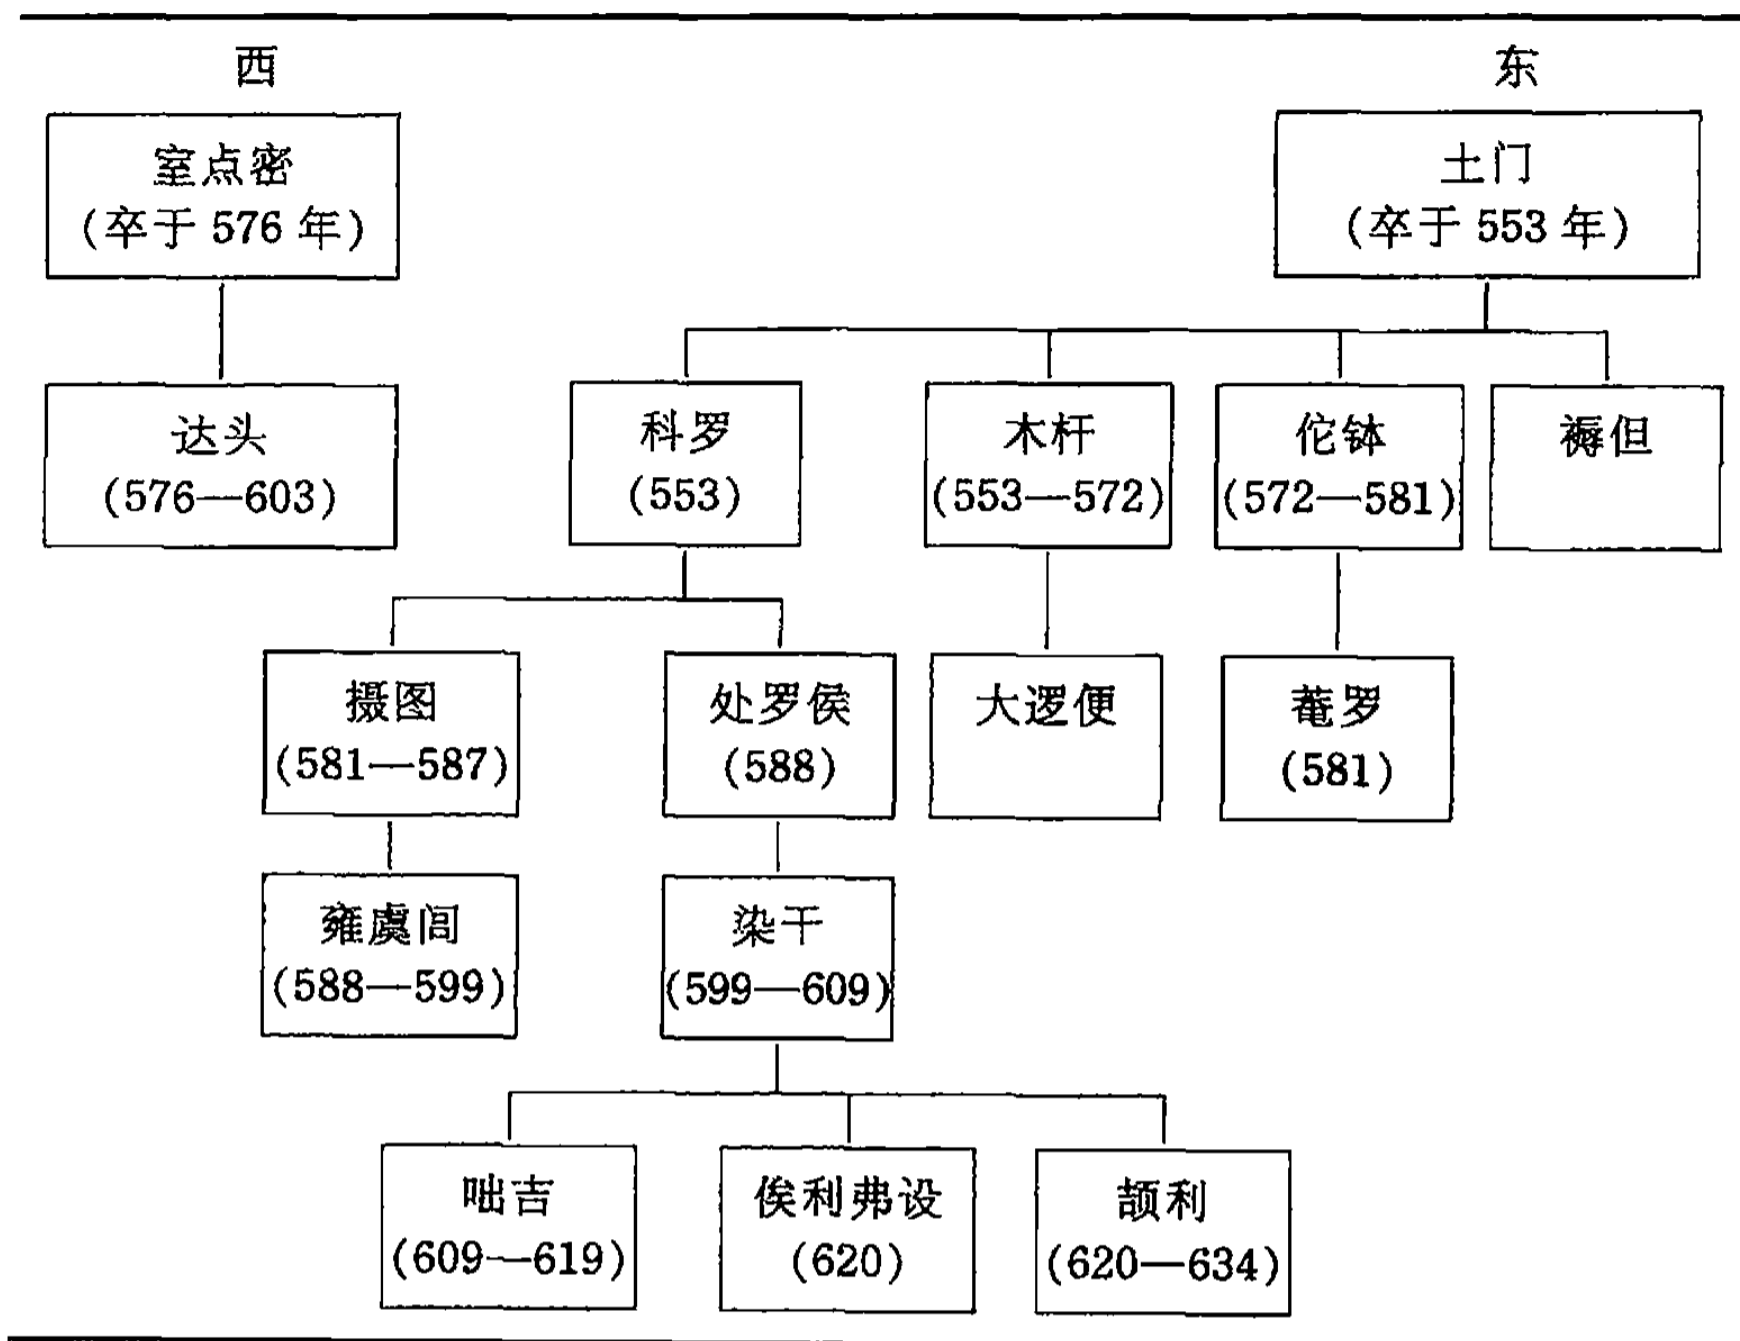 西
东
室点密
(卒于 576 年)
土门
(卒于 553 年)
达头
(576—603)
科罗
(553)
木杆
(553—572)
佗钵
(572—581)
褥但
摄图
(581—587)
处罗侯
(588)
大逻便
菴罗
(581)
雍虞闾
(588—599)
染干
(599—609)
咄吉
(609—619)
俟利弗设
(620)
颉利
(620—634)